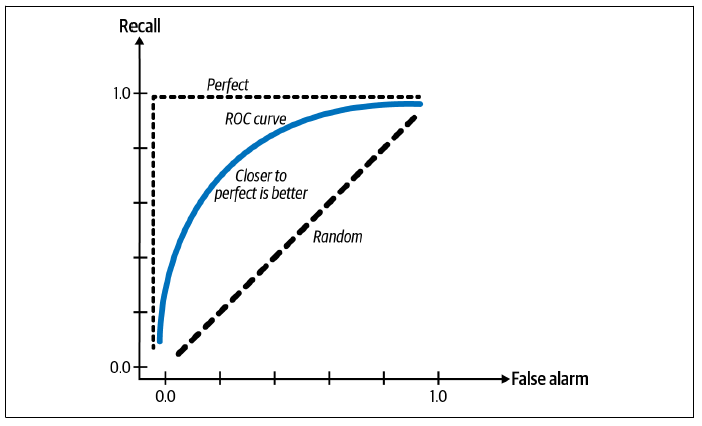 Recall
1.0
Perfect
ROC curve
Closer to
perfect is better
Random
0.0
0.0
1.0
False alarm